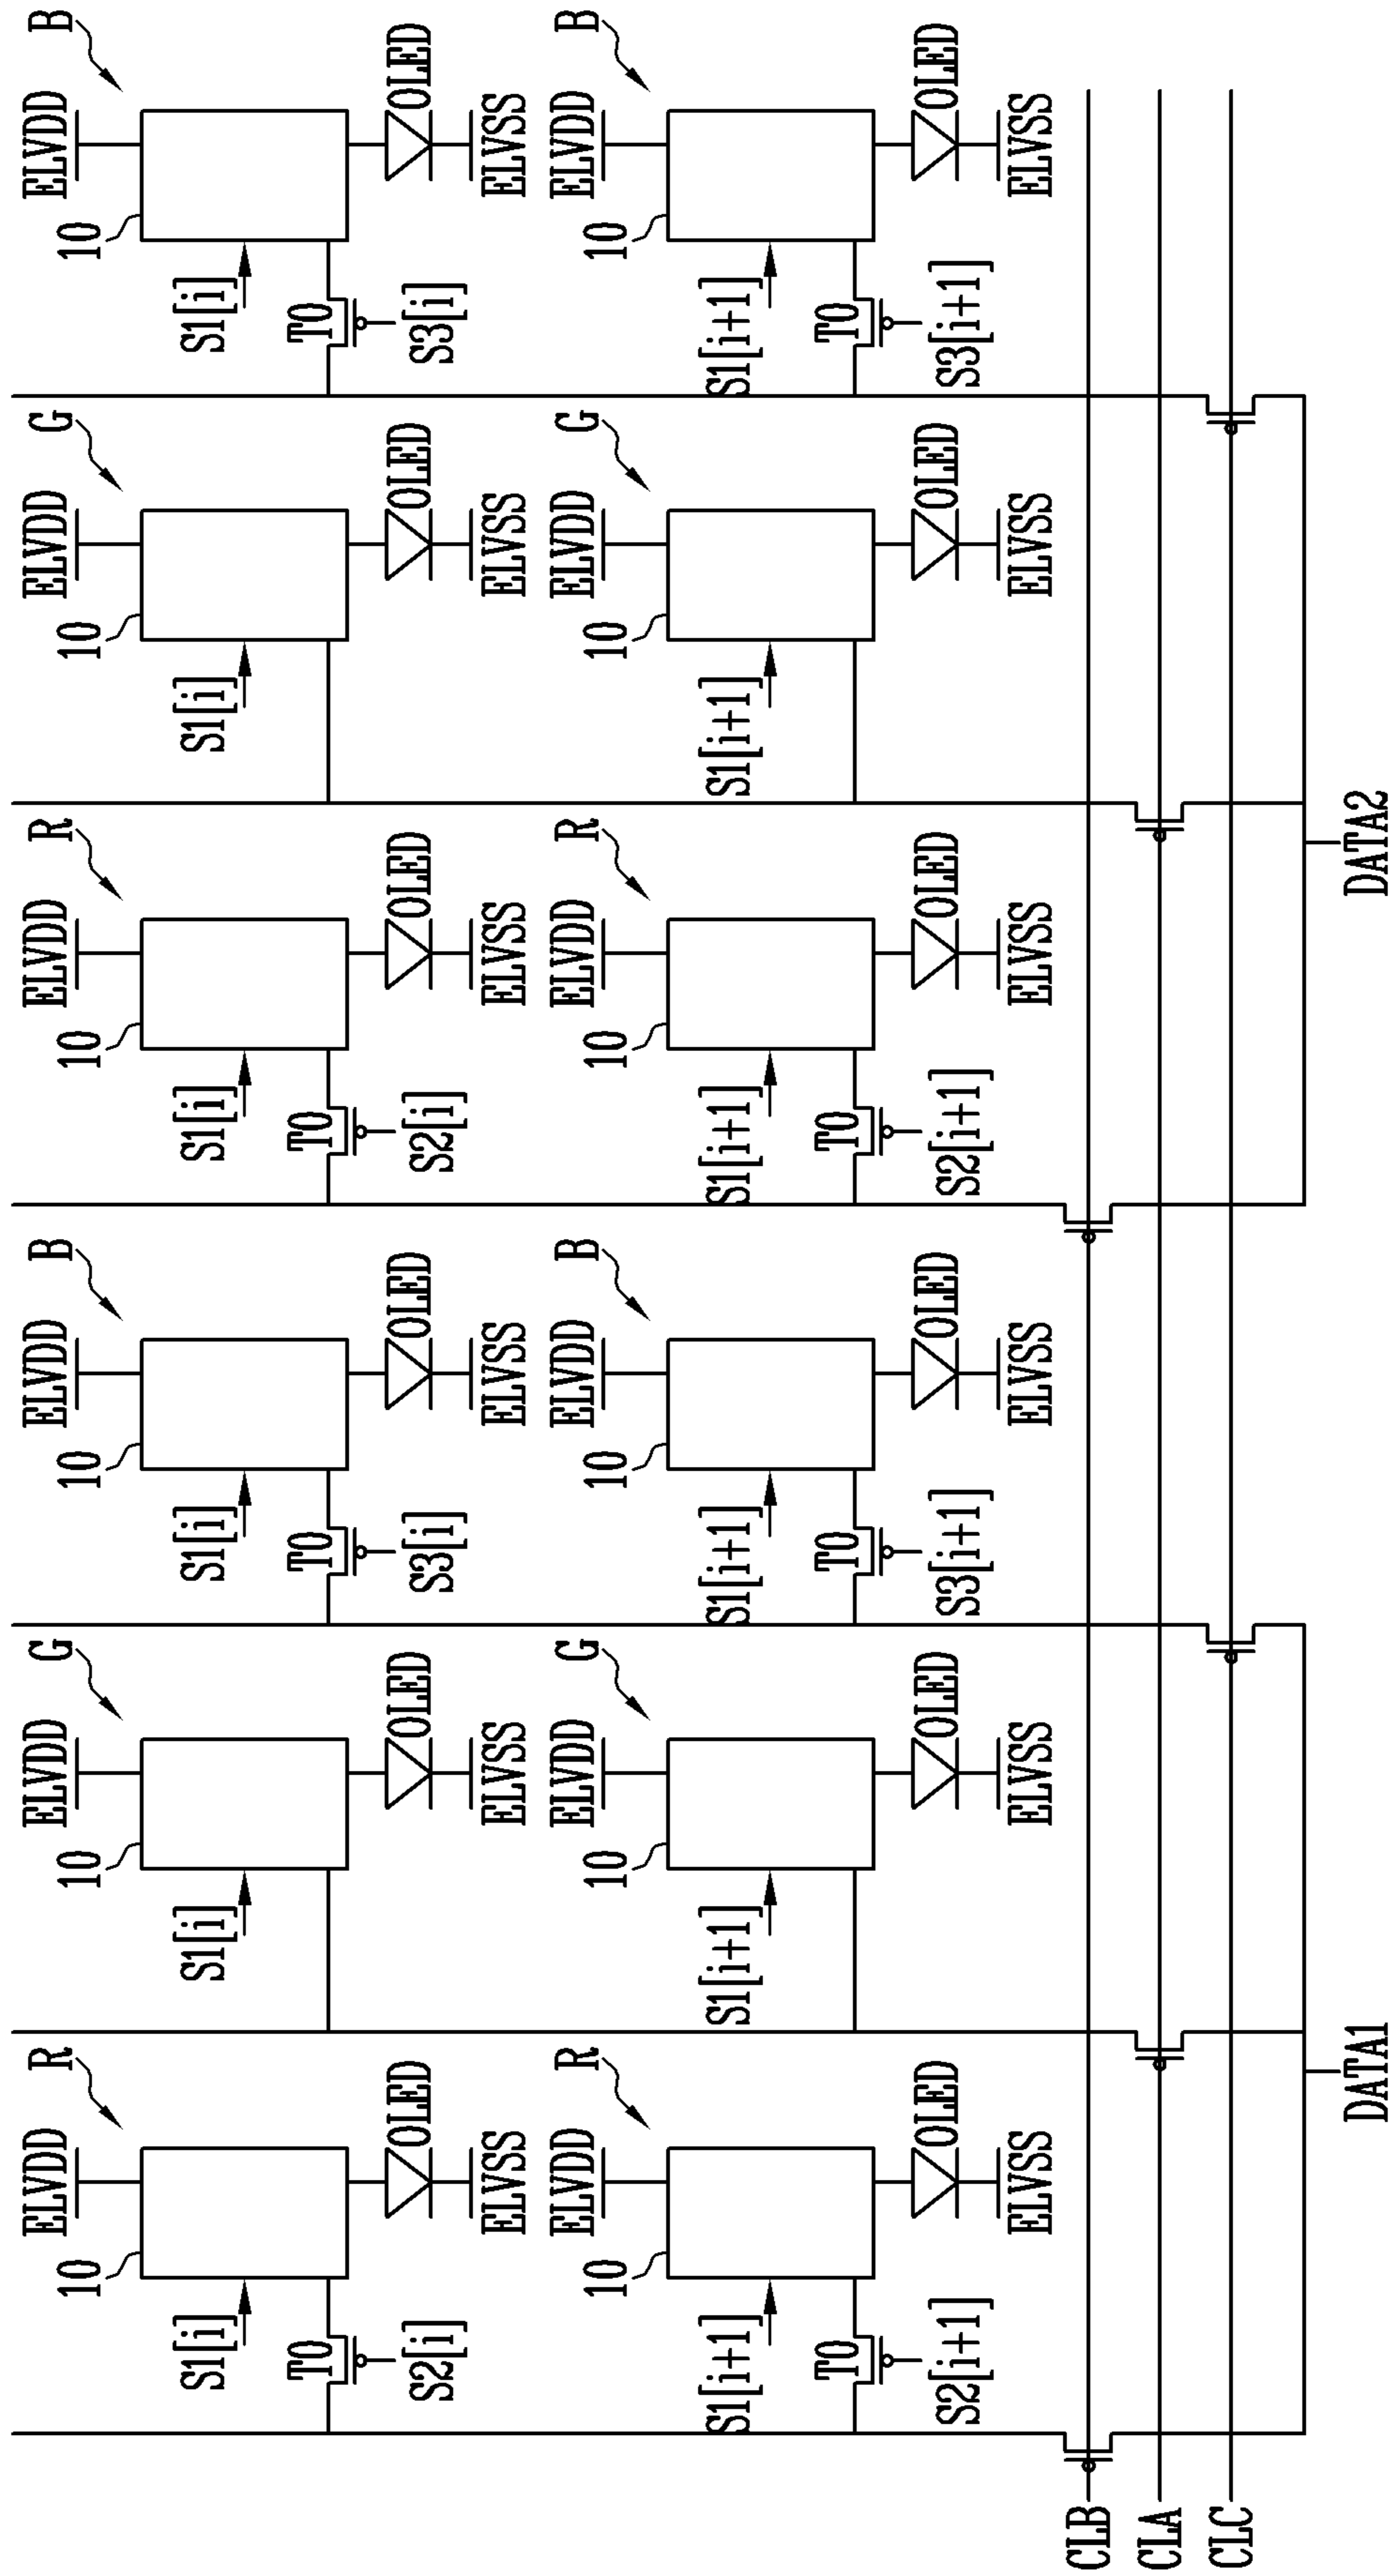 R G B R G B
ELVDD ELVDD ELVDD ELVDD ELVDD ELVDD
10 10 10 10 10 10
S1[i] S1[i] S1[i] S1[i] S1[i] S1[i]
T0 T0 T0 T0
OLED OLED OLED OLED OLED OLED
S2[i] S3[i] S2[i] S3[i]
ELVSS ELVSS ELVSS ELVSS ELVSS ELVSS
R G B R G B
ELVDD ELVDD ELVDD ELVDD ELVDD ELVDD
10 10 10 10 10 10
S1[i+1] S1[i+1] S1[i+1] S1[i+1] S1[i+1] S1[i+1]
T0 T0 T0 T0
OLED OLED OLED OLED OLED OLED
S2[i+1] S3[i+1] S2[i+1] S3[i+1]
ELVSS ELVSS ELVSS ELVSS ELVSS ELVSS
CLB
CLA
CLC
DATA1 DATA2